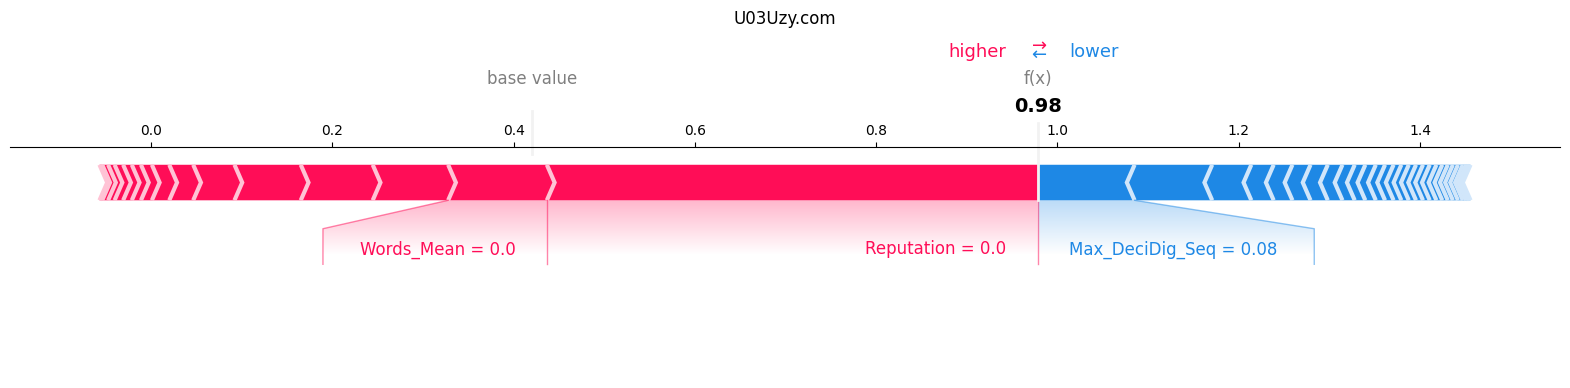 U03Uzy.com
higher ⇄ lower
base value f(x)
0.98
0.0 0.2 0.4 0.6 0.8 1.0 1.2 1.4
Words_Mean = 0.0 Reputation = 0.0 Max_DeciDig_Seq = 0.08